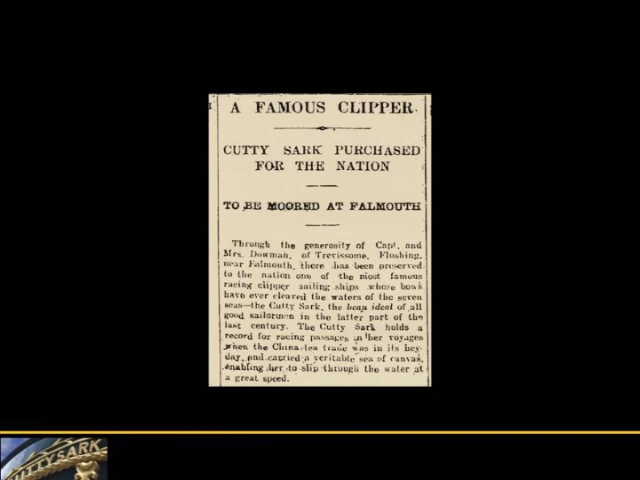 A FAMOUS CLIPPER.
CUTTY SARK PURCHASED
FOR THE NATION
TO BE MOORED AT FALMOUTH
Through the generosity of Capt. and
Mrs. Dowman, of Trevissome, Flushing,
near Falmouth, there has been preserved
to the nation one of the most famous
racing clipper sailing ships whose bows
have ever cleaved the waters of the seven
seas—the Cutty Sark, the beau ideal of all
good sailormen in the latter part of the
last century. The Cutty Sark holds a
record for racing passages in her voyages
when the China tea trade was in its hey-
day, and carried a veritable sea of canvas,
enabling her to slip through the water at
a great speed.
CUTTY SARK